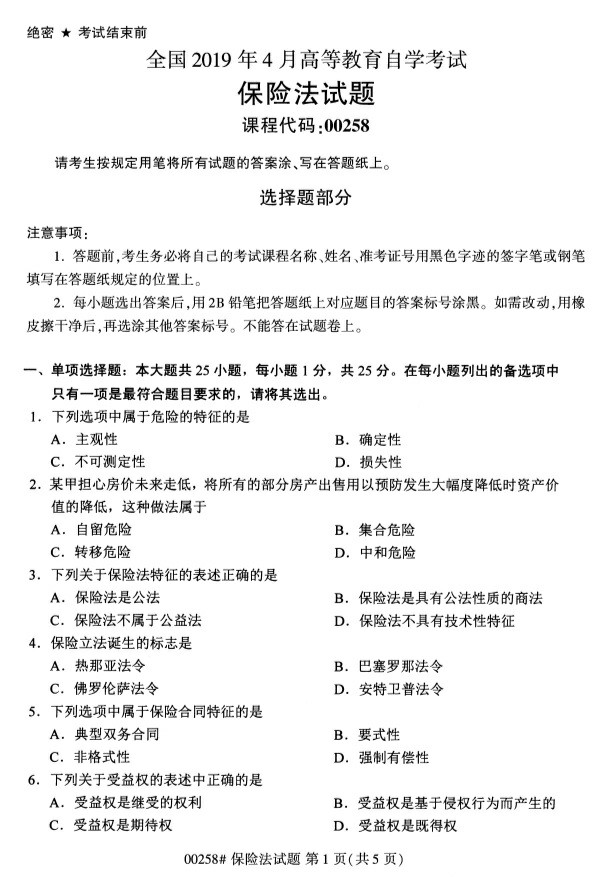 绝密 ★ 考试结束前
全国 2019 年 4 月高等教育自学考试
保险法试题
课程代码:00258
请考生按规定用笔将所有试题的答案涂、写在答题纸上。
选择题部分
注意事项:
1. 答题前,考生务必将自己的考试课程名称、姓名、准考证号用黑色字迹的签字笔或钢笔
填写在答题纸规定的位置上。
2. 每小题选出答案后,用 2B 铅笔把答题纸上对应题目的答案标号涂黑。如需改动,用橡
皮擦干净后,再选涂其他答案标号。不能答在试题卷上。
一、单项选择题：本大题共 25 小题，每小题 1 分，共 25 分。在每小题列出的备选项中
只有一项是最符合题目要求的，请将其选出。
1．下列选项中属于危险的特征的是
A．主观性 B．确定性
C．不可测定性 D．损失性
2．某甲担心房价未来走低，将所有的部分房产出售用以预防发生大幅度降低时资产价
值的降低，这种做法属于
A．自留危险 B．集合危险
C．转移危险 D．中和危险
3．下列关于保险法特征的表述正确的是
A．保险法是公法 B．保险法是具有公法性质的商法
C．保险法不属于公益法 D．保险法不具有技术性特征
4．保险立法诞生的标志是
A．热那亚法令 B．巴塞罗那法令
C．佛罗伦萨法令 D．安特卫普法令
5．下列选项中属于保险合同特征的是
A．典型双务合同 B．要式性
C．非格式性 D．强制有偿性
6．下列关于受益权的表述中正确的是
A．受益权是继受的权利 B．受益权是基于侵权行为而产生的
C．受益权是期待权 D．受益权是既得权
00258# 保险法试题 第 1 页(共 5 页)